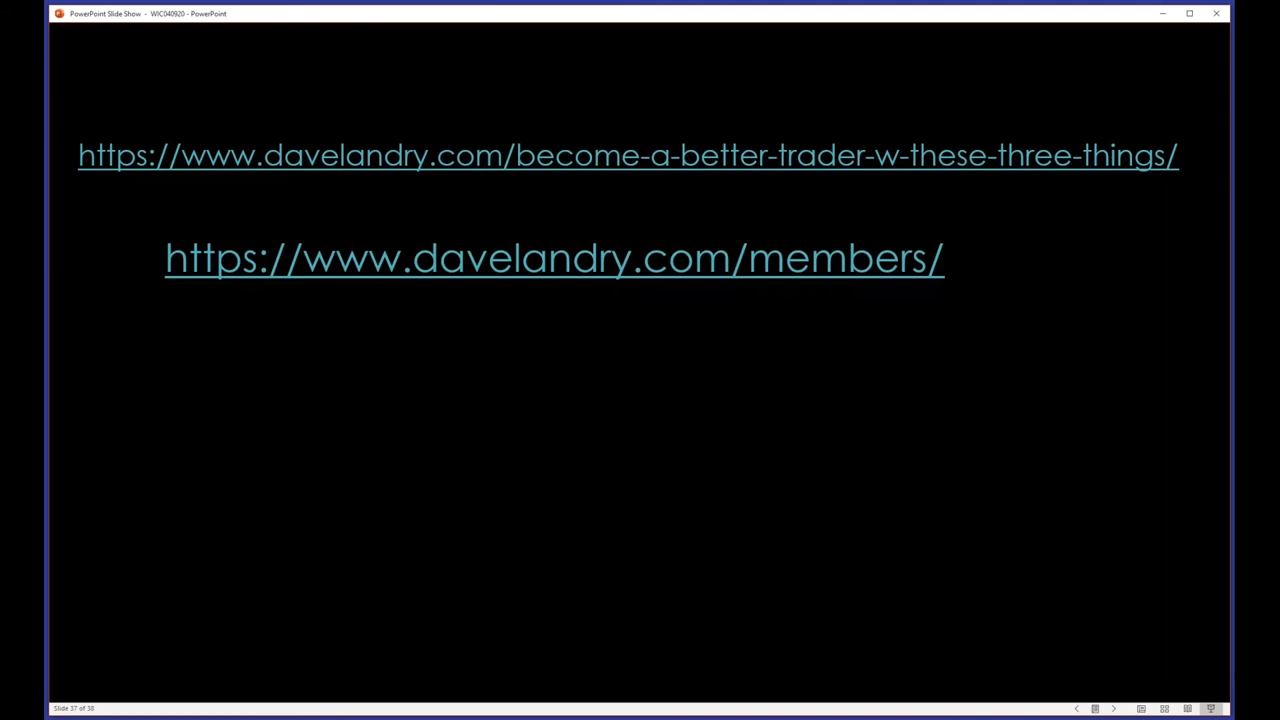 PowerPoint Slide Show - WIC040920 - PowerPoint
https://www.davelandry.com/become-a-better-trader-w-these-three-things/
https://www.davelandry.com/members/
Slide 37 of 38